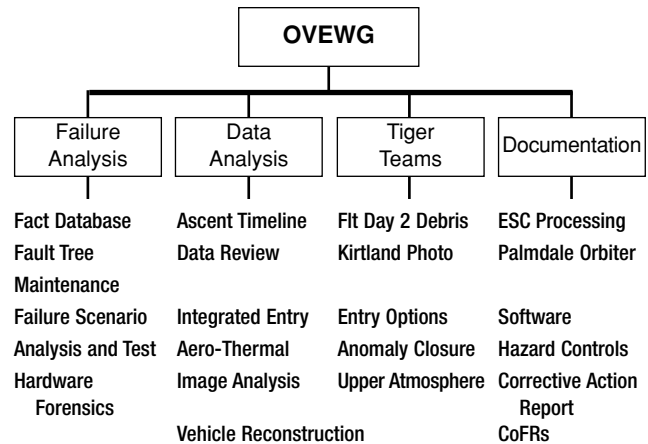 OVEWG
Failure
Analysis
Data
Analysis
Tiger
Teams
Documentation
Fact Database
Fault Tree
Maintenance
Failure Scenario
Analysis and Test
Hardware
Forensics
Ascent Timeline
Data Review
Integrated Entry
Aero-Thermal
Image Analysis
Vehicle Reconstruction
Flt Day 2 Debris
Kirtland Photo
Entry Options
Anomaly Closure
Upper Atmosphere
ESC Processing
Palmdale Orbiter
Software
Hazard Controls
Corrective Action
Report
CoFRs